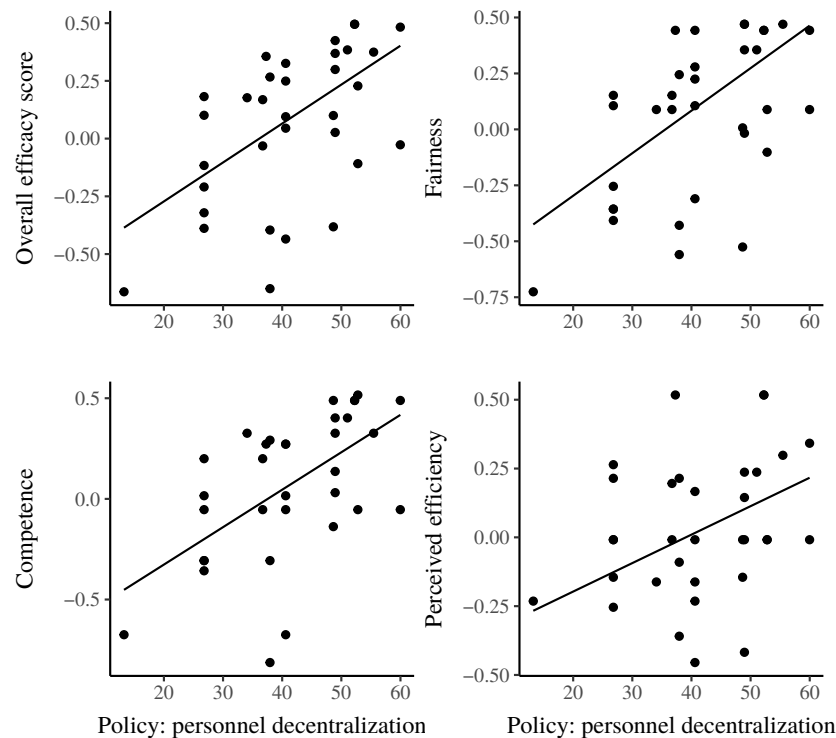 Overall efficacy score
0.50
0.25
0.00
−0.25
−0.50
20 30 40 50 60
Fairness
0.50
0.25
0.00
−0.25
−0.50
−0.75
20 30 40 50 60
Competence
0.5
0.0
−0.5
20 30 40 50 60
Policy: personnel decentralization
Perceived efficiency
0.50
0.25
0.00
−0.25
−0.50
20 30 40 50 60
Policy: personnel decentralization